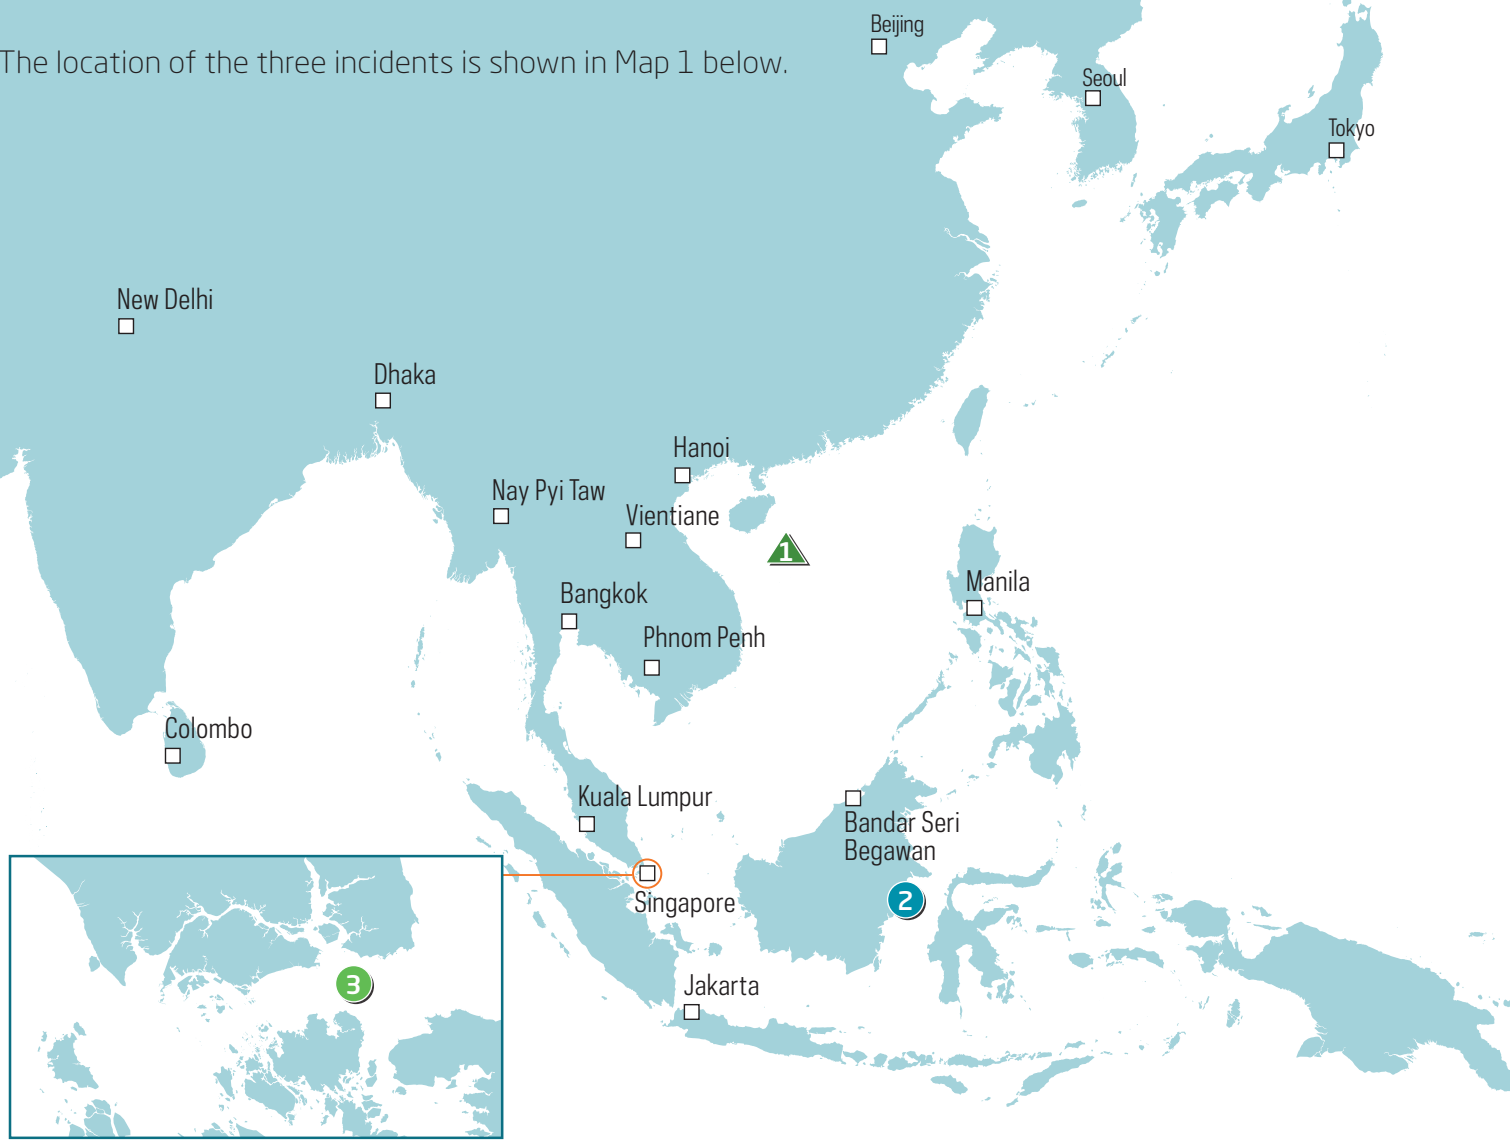 The location of the three incidents is shown in Map 1 below.
Beijing
Seoul
Tokyo
New Delhi
Dhaka
Hanoi
Nay Pyi Taw
Vientiane
1
Bangkok
Manila
Phnom Penh
Colombo
Kuala Lumpur
Bandar Seri
Begawan
Singapore
2
3
Jakarta